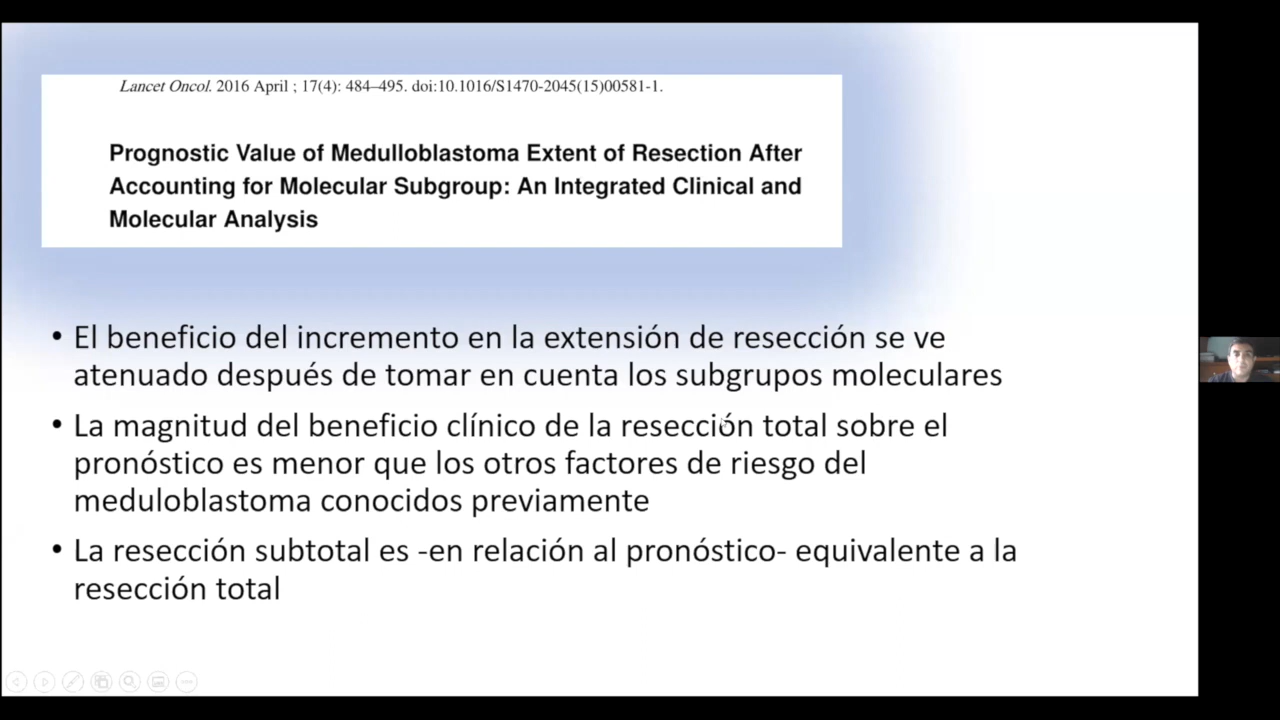 Lancet Oncol. 2016 April ; 17(4): 484–495. doi:10.1016/S1470-2045(15)00581-1.
Prognostic Value of Medulloblastoma Extent of Resection After
Accounting for Molecular Subgroup: An Integrated Clinical and
Molecular Analysis
• El beneficio del incremento en la extensión de resección se ve
atenuado después de tomar en cuenta los subgrupos moleculares
• La magnitud del beneficio clínico de la resección total sobre el
pronóstico es menor que los otros factores de riesgo del
meduloblastoma conocidos previamente
• La resección subtotal es -en relación al pronóstico- equivalente a la
resección total